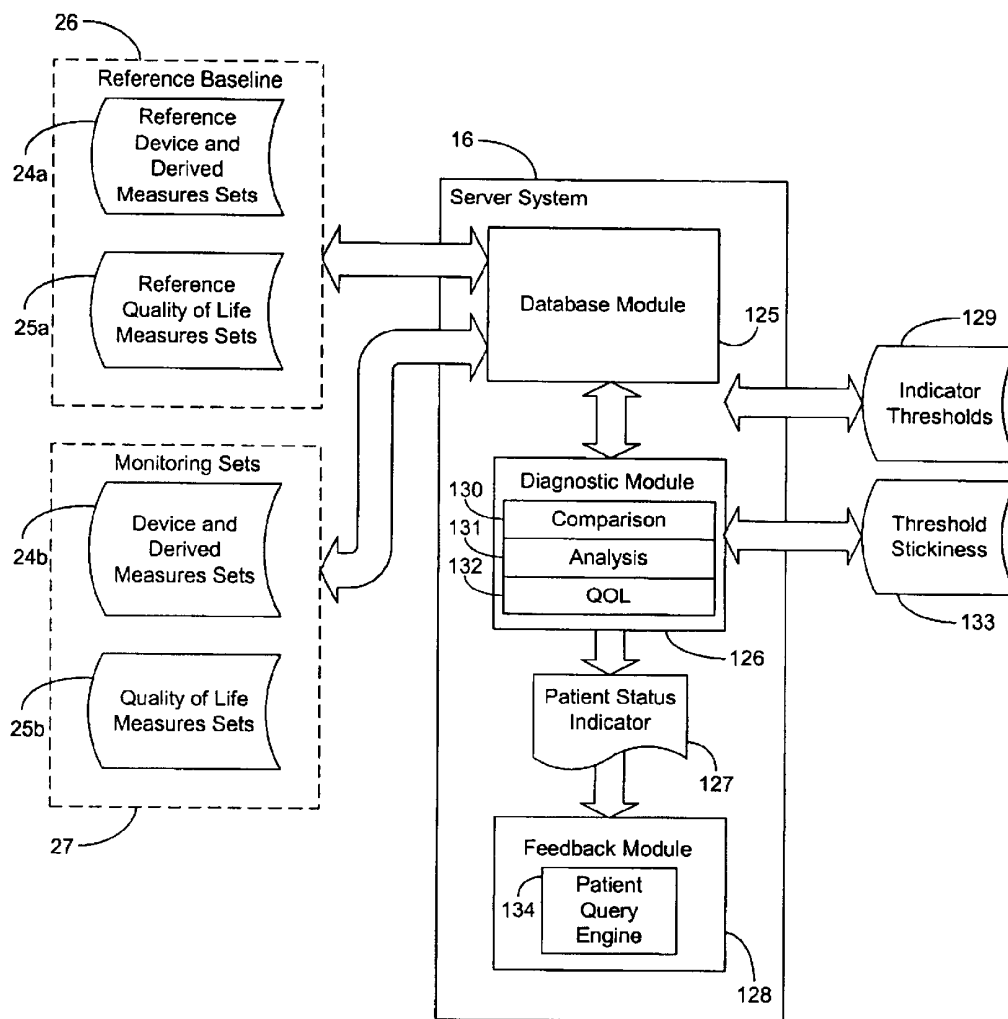 26
Reference Baseline
Reference
Device and
Derived
Measures Sets
24a
Reference
Quality of Life
Measures Sets
25a
Monitoring Sets
Device and
Derived
Measures Sets
24b
Quality of Life
Measures Sets
25b
27
16
Server System
Database Module
125
Diagnostic Module
130
Comparison
131
Analysis
132
QOL
126
Patient Status
Indicator
127
Feedback Module
134
Patient
Query
Engine
128
129
Indicator
Thresholds
Threshold
Stickiness
133